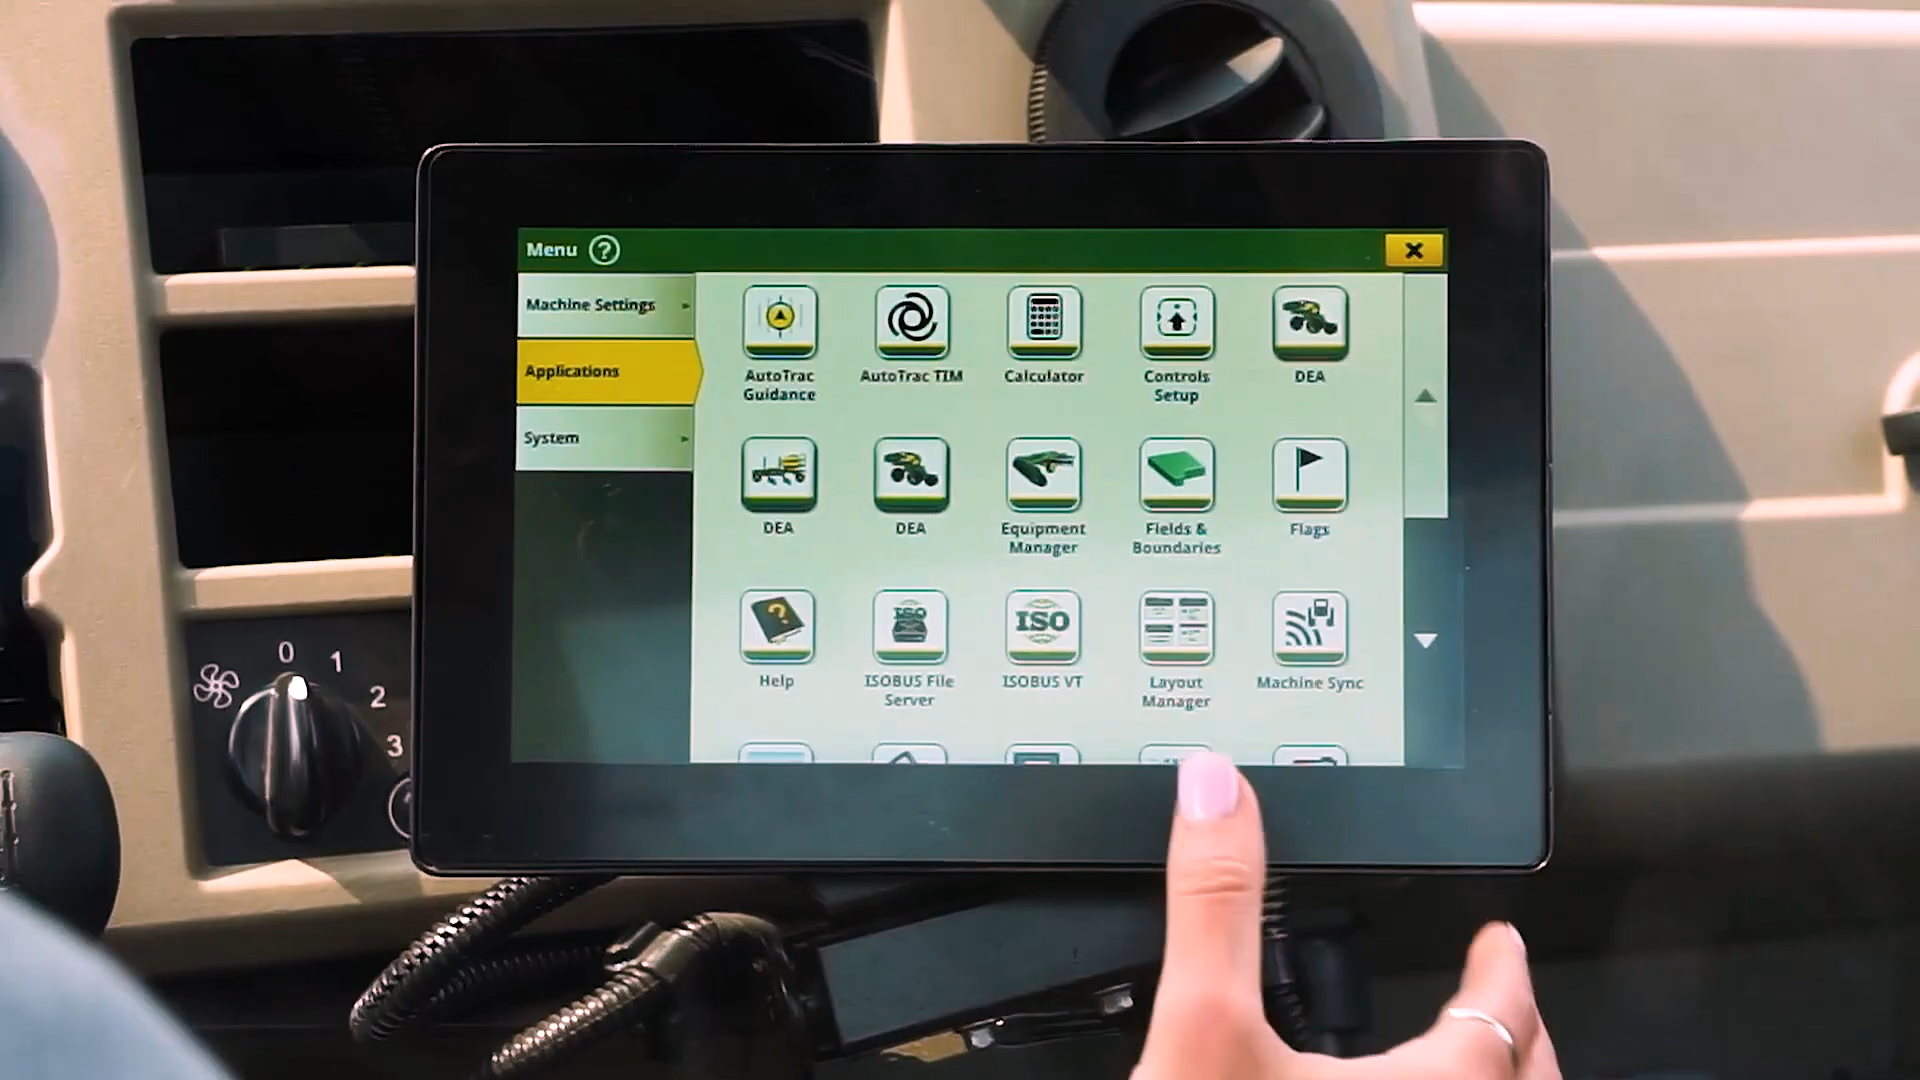 Menu ?
Machine Settings
Applications
System
AutoTrac
Guidance
AutoTrac TIM
Calculator
Controls
Setup
DEA
DEA
DEA
Equipment
Manager
Fields &
Boundaries
Flags
?
Help
ISO
ISOBUS File
Server
ISO
ISOBUS VT
Layout
Manager
Machine Sync
0
1
2
3